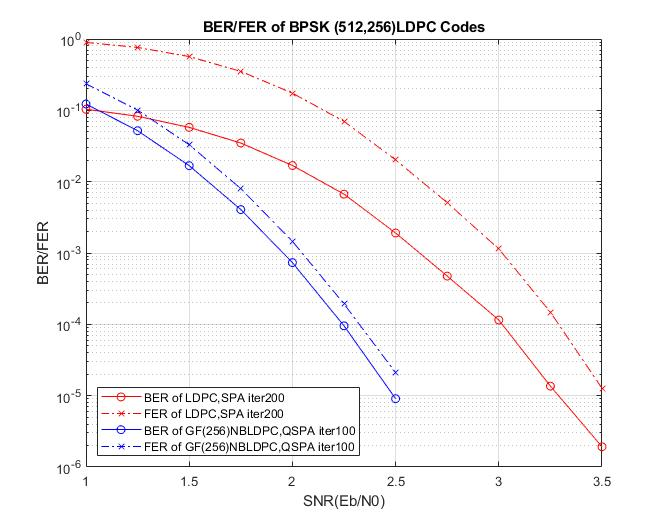 BER/FER of BPSK (512,256)LDPC Codes
10^0
10^-1
10^-2
10^-3
10^-4
10^-5
10^-6
BER/FER
BER of LDPC,SPA iter200
FER of LDPC,SPA iter200
BER of GF(256)NBLDPC,QSPA iter100
FER of GF(256)NBLDPC,QSPA iter100
1 1.5 2 2.5 3 3.5
SNR(Eb/N0)